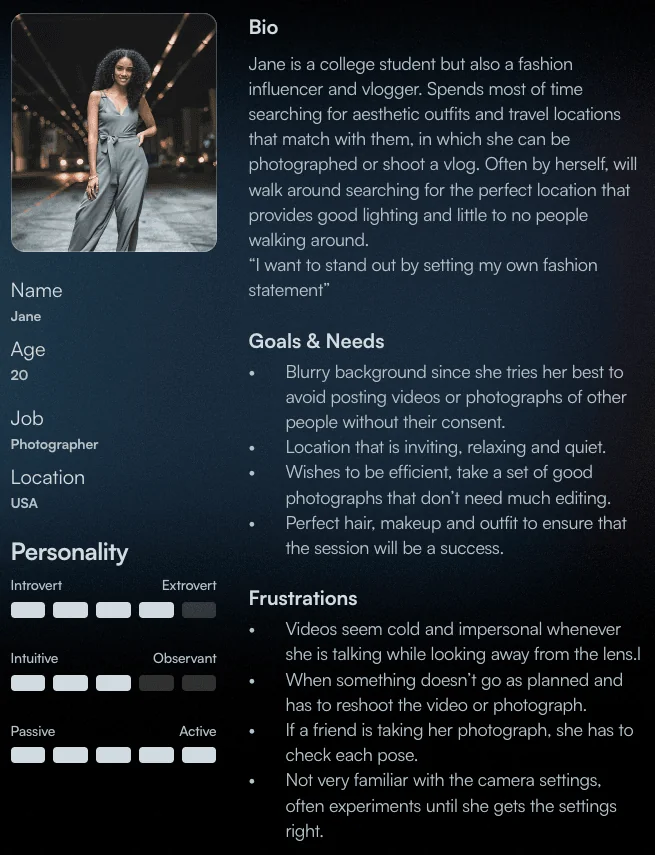 Name
Jane
Age
20
Job
Photographer
Location
USA
Personality
Introvert Extrovert
Intuitive Observant
Passive Active
Bio
Jane is a college student but also a fashion
influencer and vlogger. Spends most of time
searching for aesthetic outfits and travel locations
that match with them, in which she can be
photographed or shoot a vlog. Often by herself, will
walk around searching for the perfect location that
provides good lighting and little to no people
walking around.
“I want to stand out by setting my own fashion
statement”
Goals & Needs
• Blurry background since she tries her best to
avoid posting videos or photographs of other
people without their consent.
• Location that is inviting, relaxing and quiet.
• Wishes to be efficient, take a set of good
photographs that don’t need much editing.
• Perfect hair, makeup and outfit to ensure that
the session will be a success.
Frustrations
• Videos seem cold and impersonal whenever
she is talking while looking away from the lens.l
• When something doesn’t go as planned and
has to reshoot the video or photograph.
• If a friend is taking her photograph, she has to
check each pose.
• Not very familiar with the camera settings,
often experiments until she gets the settings
right.